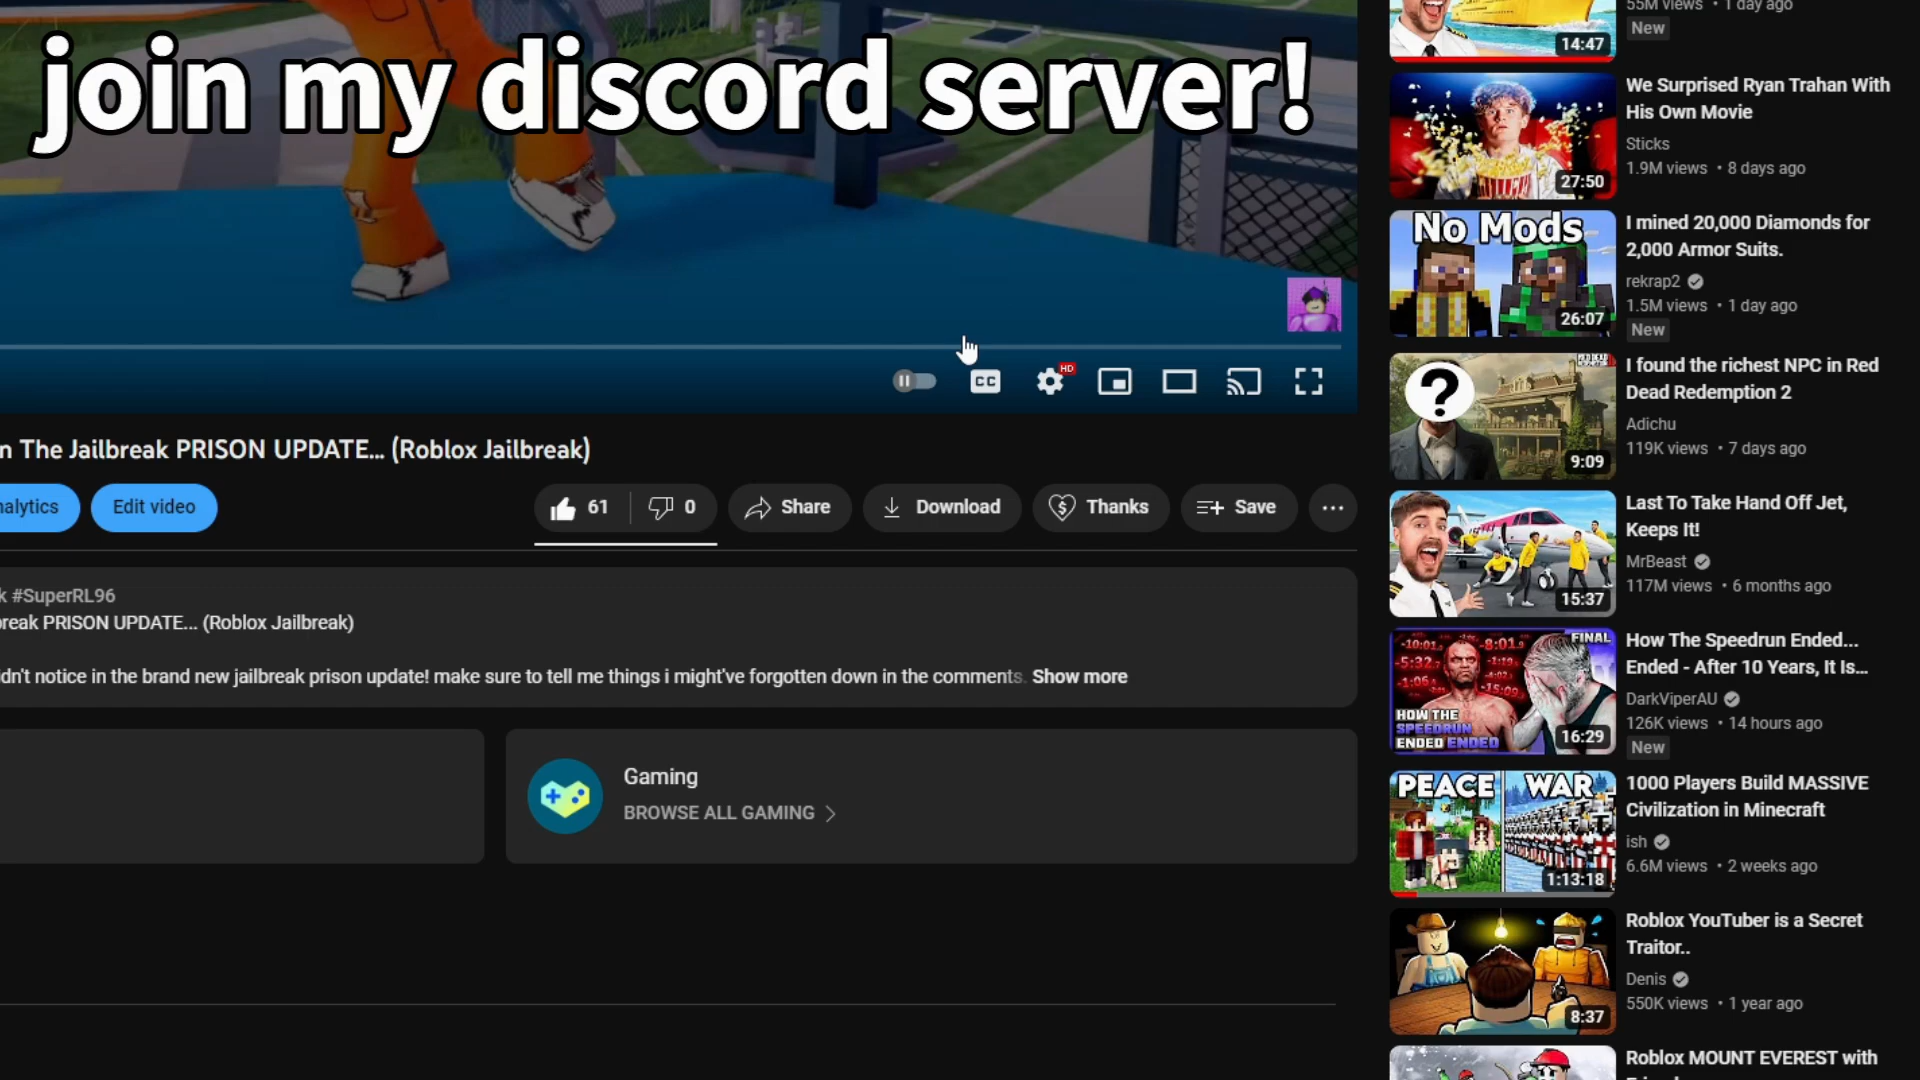 join my discord server!
HD
CC
n The Jailbreak PRISON UPDATE... (Roblox Jailbreak)
nalytics
Edit video
61
0
Share
Download
Thanks
Save
k #SuperRL96
break PRISON UPDATE... (Roblox Jailbreak)
idn't notice in the brand new jailbreak prison update! make sure to tell me things i might've forgotten down in the comments. Show more
Gaming
BROWSE ALL GAMING
55M views • 1 day ago
New
14:47
We Surprised Ryan Trahan With
His Own Movie
Sticks
1.9M views • 8 days ago
27:50
No Mods
26:07
I mined 20,000 Diamonds for
2,000 Armor Suits.
rekrap2
1.5M views • 1 day ago
New
?
9:09
I found the richest NPC in Red
Dead Redemption 2
Adichu
119K views • 7 days ago
15:37
Last To Take Hand Off Jet,
Keeps It!
MrBeast
117M views • 6 months ago
FINAL
HOW THE
SPEEDRUN
ENDED ENDED
16:29
How The Speedrun Ended...
Ended - After 10 Years, It Is...
DarkViperAU
126K views • 14 hours ago
New
PEACE WAR
1:13:18
1000 Players Build MASSIVE
Civilization in Minecraft
ish
6.6M views • 2 weeks ago
8:37
Roblox YouTuber is a Secret
Traitor..
Denis
550K views • 1 year ago
Roblox MOUNT EVEREST with